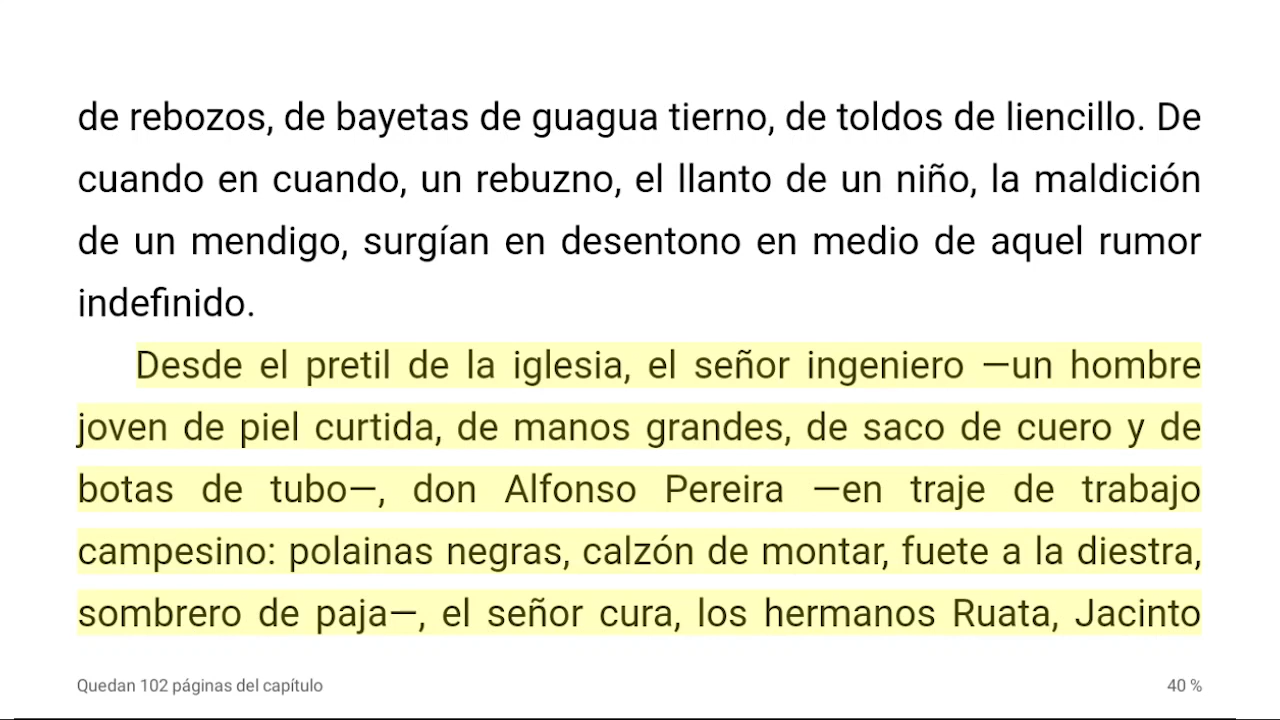 de rebozos, de bayetas de guagua tierno, de toldos de liencillo. De
cuando en cuando, un rebuzno, el llanto de un niño, la maldición
de un mendigo, surgían en desentono en medio de aquel rumor
indefinido.
Desde el pretil de la iglesia, el señor ingeniero —un hombre
joven de piel curtida, de manos grandes, de saco de cuero y de
botas de tubo—, don Alfonso Pereira —en traje de trabajo
campesino: polainas negras, calzón de montar, fuete a la diestra,
sombrero de paja—, el señor cura, los hermanos Ruata, Jacinto
Quedan 102 páginas del capítulo
40 %